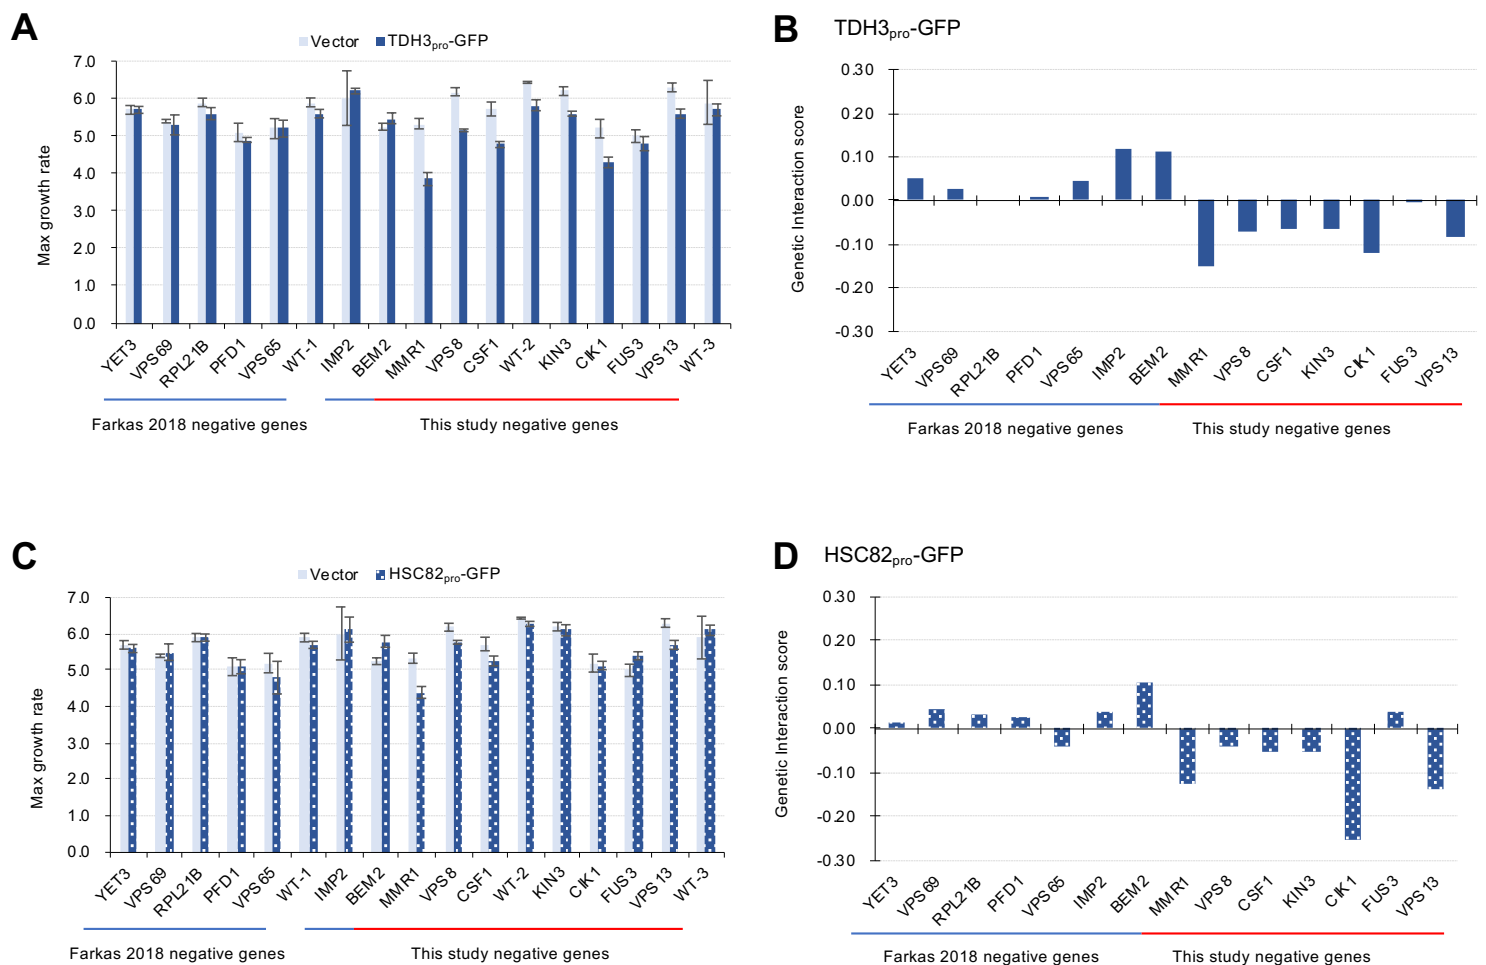 A
Vector TDH3pro-GFP
Max growth rate
7.0
6.0
5.0
4.0
3.0
2.0
1.0
0.0
YET3 VPS69 RPL21B PFD1 VPS65 WT-1 IMP2 BEM2 MMR1 VPS8 CSF1 WT-2 KIN3 CIK1 FUS3 VPS13 WT-3
Farkas 2018 negative genes This study negative genes
B TDH3pro-GFP
Genetic Interaction score
0.30
0.20
0.10
0.00
-0.10
-0.20
-0.30
YET3 VPS69 RPL21B PFD1 VPS65 IMP2 BEM2 MMR1 VPS8 CSF1 KIN3 CIK1 FUS3 VPS13
Farkas 2018 negative genes This study negative genes
C
Vector HSC82pro-GFP
Max growth rate
7.0
6.0
5.0
4.0
3.0
2.0
1.0
0.0
YET3 VPS69 RPL21B PFD1 VPS65 WT-1 IMP2 BEM2 MMR1 VPS8 CSF1 WT-2 KIN3 CIK1 FUS3 VPS13 WT-3
Farkas 2018 negative genes This study negative genes
D HSC82pro-GFP
Genetic Interaction score
0.30
0.20
0.10
0.00
-0.10
-0.20
-0.30
YET3 VPS69 RPL21B PFD1 VPS65 IMP2 BEM2 MMR1 VPS8 CSF1 KIN3 CIK1 FUS3 VPS13
Farkas 2018 negative genes This study negative genes